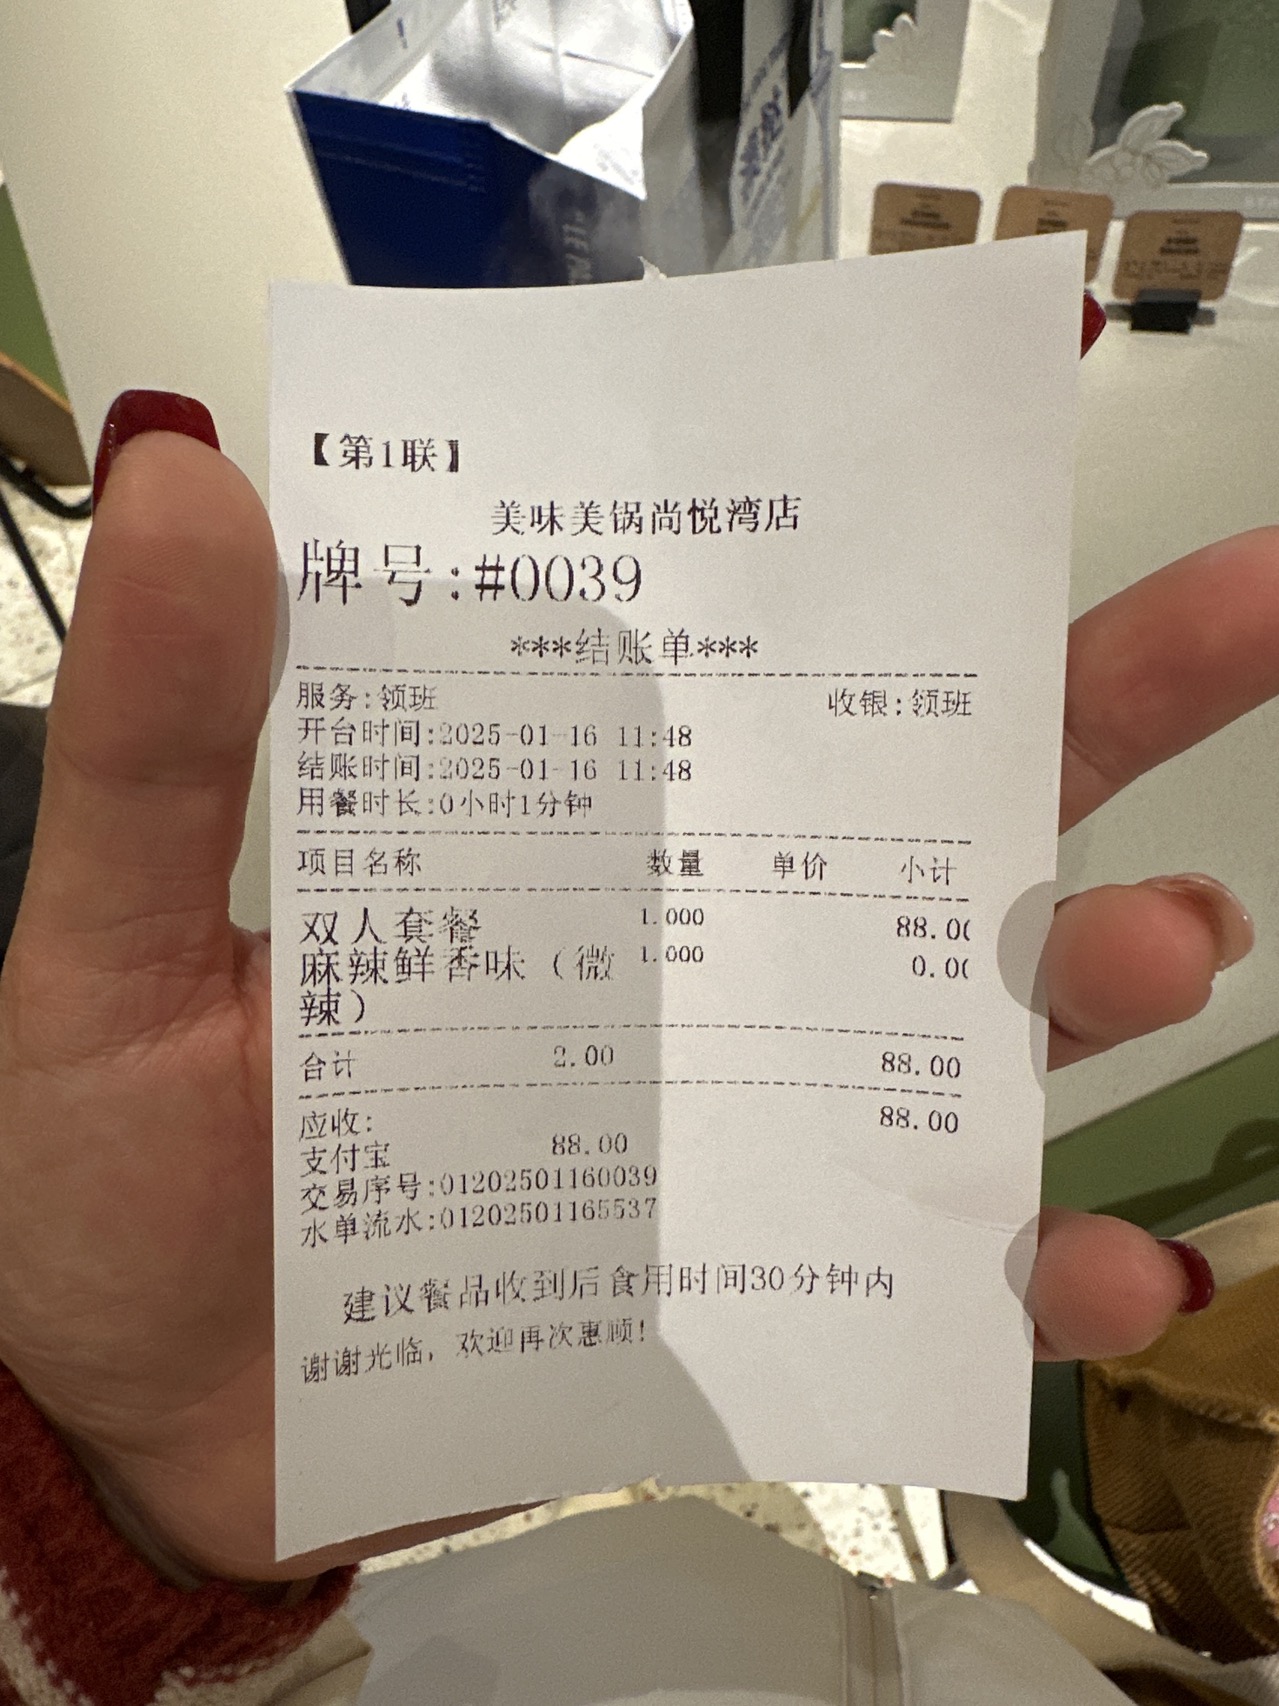 【第1联】
美味美锅尚悦湾店
牌号:#0039
***结账单***
服务:领班 收银:领班
开台时间:2025-01-16 11:48
结账时间:2025-01-16 11:48
用餐时长:0小时1分钟
项目名称 数量 单价 小计
双人套餐 1.000 88.0
麻辣鲜香味（微 1.000 0.0
辣）
合计 2.00 88.00
应收: 88.00
支付宝 88.00
交易序号:01202501160039
水单流水:01202501165537
建议餐品收到后食用时间30分钟内
谢谢光临，欢迎再次惠顾!